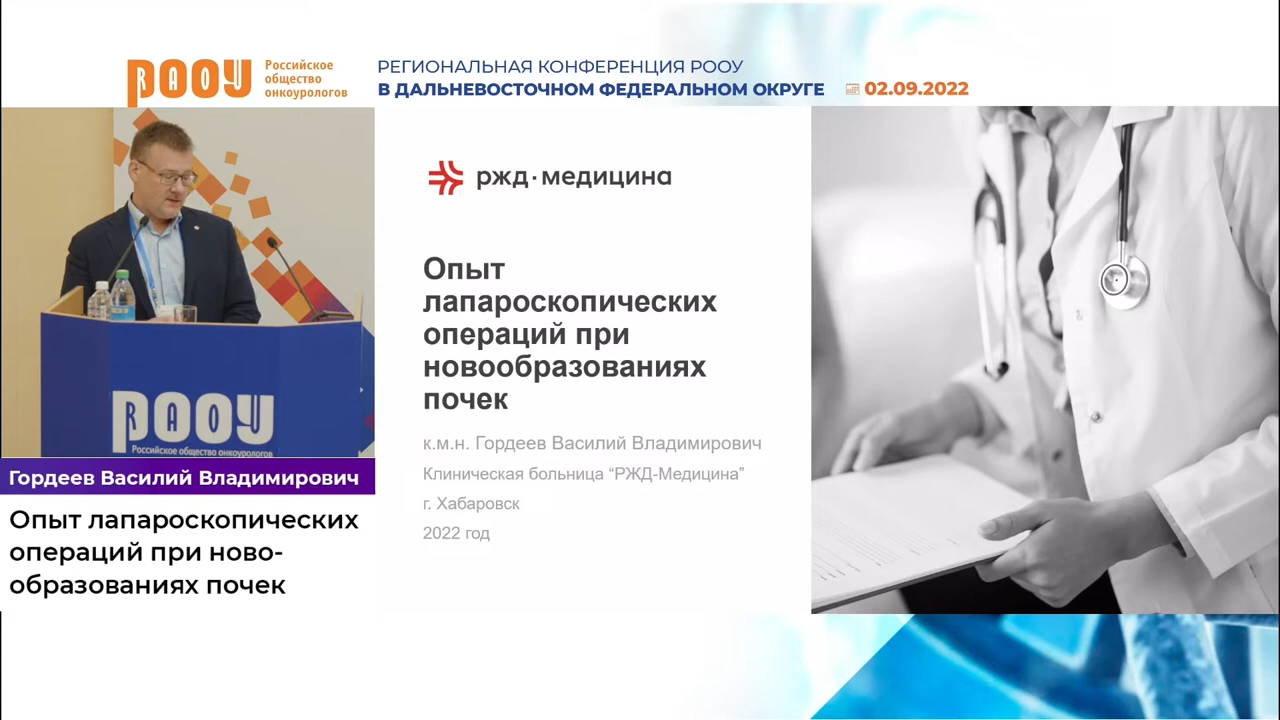 РООУ
RAOU
Российское
общество
онкоурологов
РЕГИОНАЛЬНАЯ КОНФЕРЕНЦИЯ РООУ
В ДАЛЬНЕВОСТОЧНОМ ФЕДЕРАЛЬНОМ ОКРУГЕ 02.09.2022
ржд·медицина
Опыт
лапароскопических
операций при
новообразованиях
почек
к.м.н. Гордеев Василий Владимирович
Клиническая больница “РЖД-Медицина”
г. Хабаровск
2022 год
РООУ
RAOU
Российское общество онкоурологов
Гордеев Василий Владимирович
Опыт лапароскопических
операций при ново-
образованиях почек